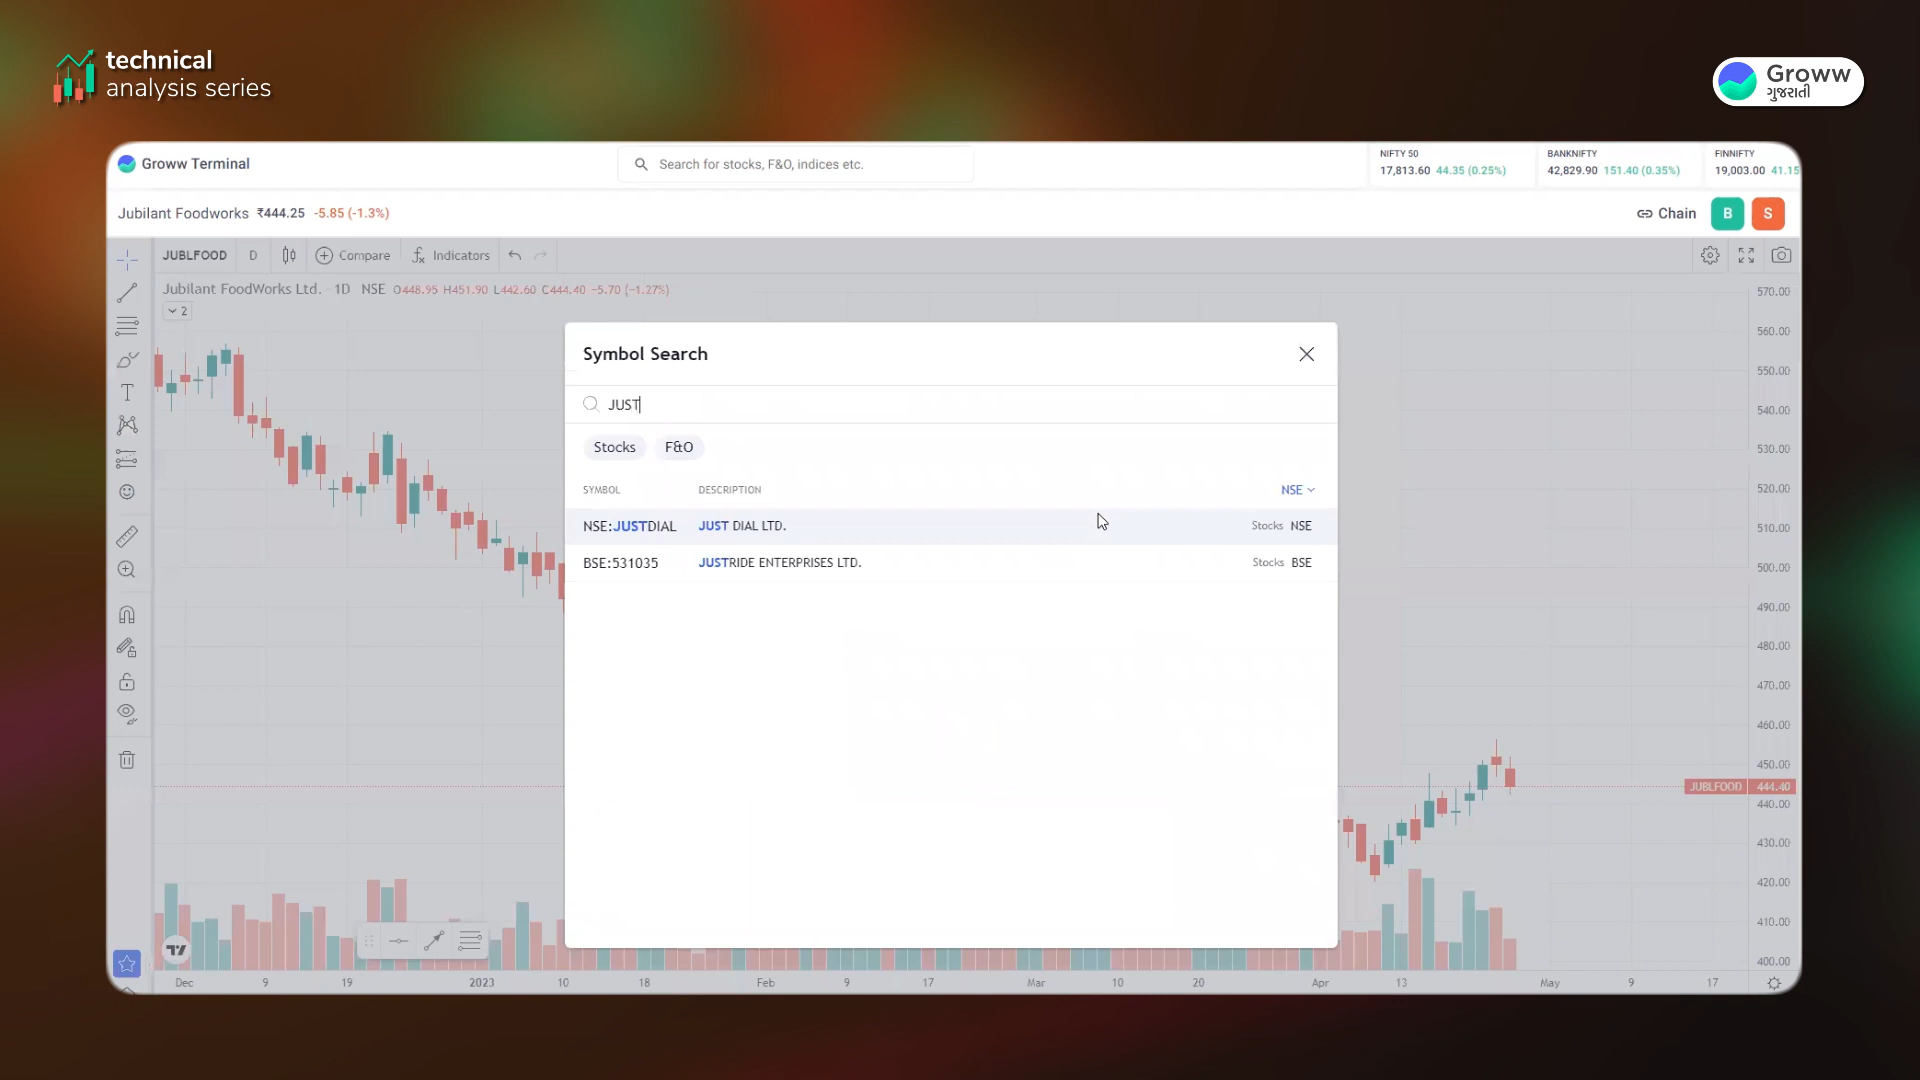 technical
analysis series
Groww
ગુજરાતી
Groww Terminal
Search for stocks, F&O, indices etc.
NIFTY 50
17,813.60 44.35 (0.25%)
BANKNIFTY
42,829.90 151.40 (0.35%)
FINNIFTY
19,003.00 41.15
Jubilant Foodworks ₹444.25 -5.85 (-1.3%)
Chain B S
JUBLFOOD D Compare Indicators
Jubilant FoodWorks Ltd. 1D NSE O448.95 H451.90 L442.60 C444.40 −5.70 (−1.27%)
2
Symbol Search
JUST
Stocks F&O
SYMBOL DESCRIPTION NSE
NSE:JUSTDIAL JUST DIAL LTD. Stocks NSE
BSE:531035 JUSTRIDE ENTERPRISES LTD. Stocks BSE
570.00
560.00
550.00
540.00
530.00
520.00
510.00
500.00
490.00
480.00
470.00
460.00
450.00
JUBLFOOD 444.40
440.00
430.00
420.00
410.00
400.00
Dec 9 19 2023 10 18 Feb 9 17 Mar 10 20 Apr 13 May 9 17